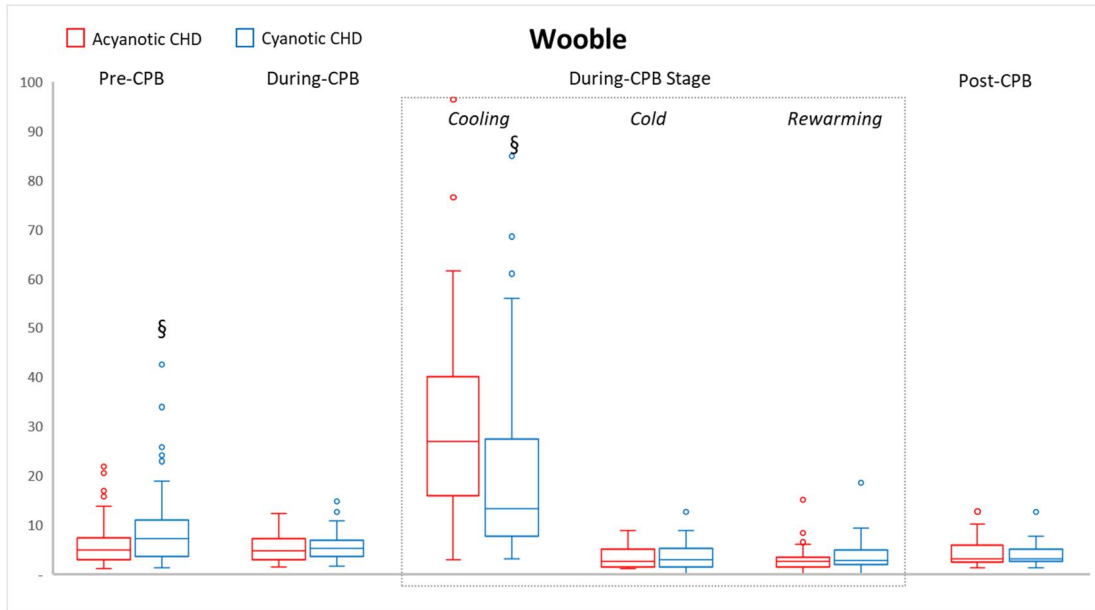 Wooble
Acyanotic CHD
Cyanotic CHD
Pre-CPB
During-CPB
During-CPB Stage
Post-CPB
Cooling
Cold
Rewarming
§
§
100
90
80
70
60
50
40
30
20
10
-